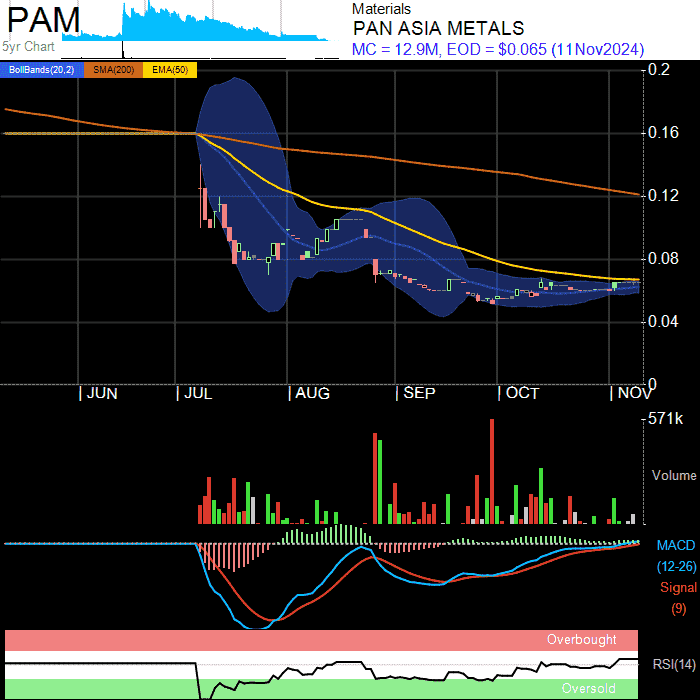 PAM
5yr Chart
Materials
PAN ASIA METALS
MC = 12.9M, EOD = $0.065 (11Nov2024)
BollBands(20,2) SMA(200) EMA(50)
0.2
0.16
0.12
0.08
0.04
0
JUN JUL AUG SEP OCT NOV
571k
Volume
MACD
(12-26)
Signal
(9)
Overbought
RSI(14)
Oversold